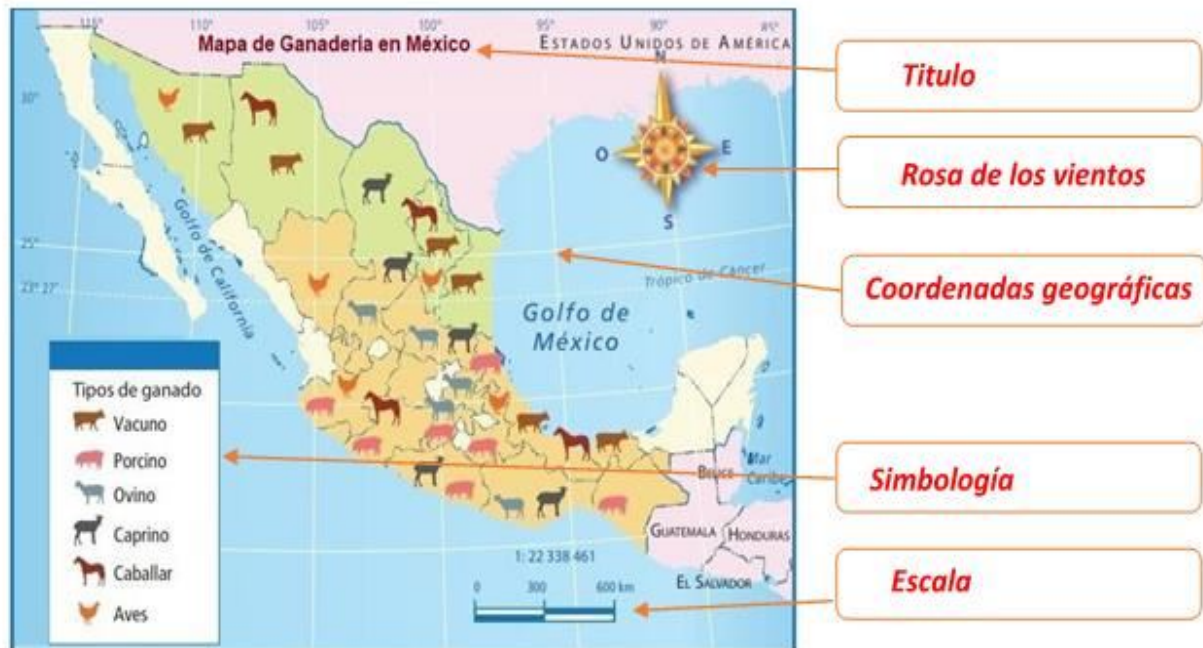 115°
110°
105°
100°
95°
90°
85°
Mapa de Ganaderia en México
ESTADOS UNIDOS DE AMÉRICA
Titulo
N
30°
O
E
S
Rosa de los vientos
Golfo de California
25°
23° 27'
Trópico de Cancer
Coordenadas geográficas
Golfo de
México
Tipos de ganado
Vacuno
Porcino
Ovino
Caprino
Caballar
Aves
Simbología
Mar
Caribe
GUATEMALA
HONDURAS
EL SALVADOR
1: 22 338 461
0 300 600 km
Escala